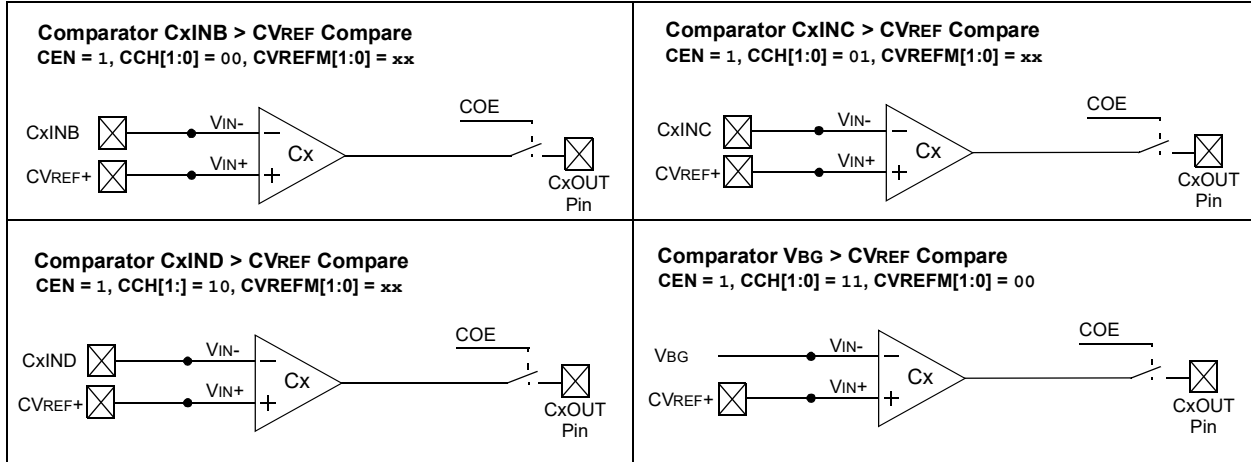 Comparator CxINB > CVREF Compare
CEN = 1, CCH[1:0] = 00, CVREFM[1:0] = xx
COE
CxINB
VIN-
-
Cx
CVREF+
VIN+
+
CxOUT
Pin
Comparator CxINC > CVREF Compare
CEN = 1, CCH[1:0] = 01, CVREFM[1:0] = xx
COE
CxINC
VIN-
-
Cx
CVREF+
VIN+
+
CxOUT
Pin
Comparator CxIND > CVREF Compare
CEN = 1, CCH[1:] = 10, CVREFM[1:0] = xx
COE
CxIND
VIN-
-
Cx
CVREF+
VIN+
+
CxOUT
Pin
Comparator VBG > CVREF Compare
CEN = 1, CCH[1:0] = 11, CVREFM[1:0] = 00
COE
VBG
VIN-
-
Cx
CVREF+
VIN+
+
CxOUT
Pin